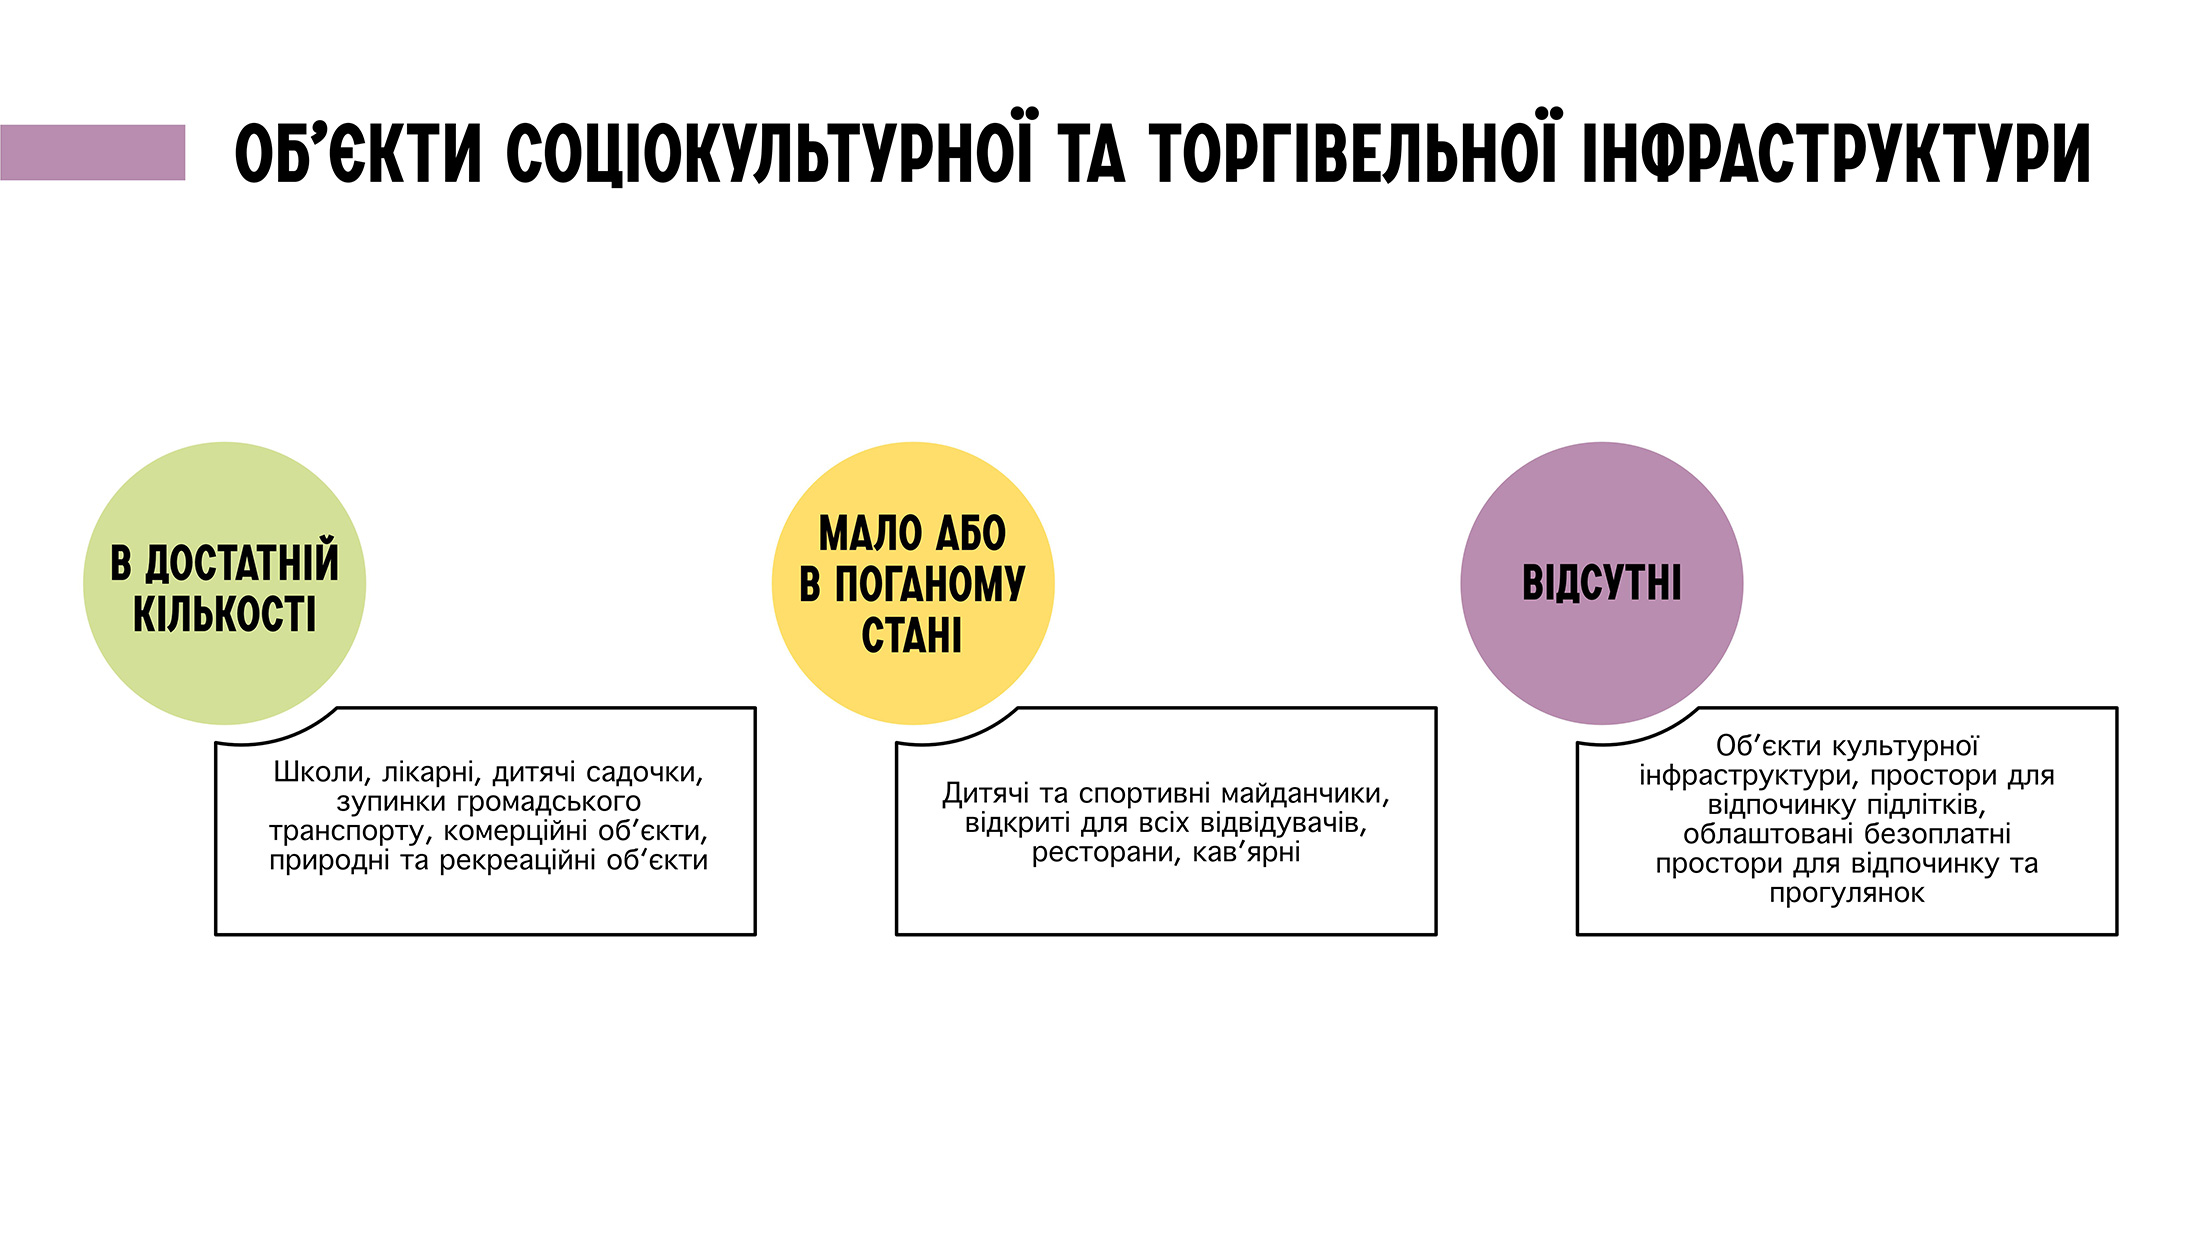 ОБ’ЄКТИ СОЦІОКУЛЬТУРНОЇ ТА ТОРГІВЕЛЬНОЇ ІНФРАСТРУКТУРИ
В ДОСТАТНІЙ
КІЛЬКОСТІ
Школи, лікарні, дитячі садочки,
зупинки громадського
транспорту, комерційні об’єкти,
природні та рекреаційні об’єкти
МАЛО АБО
В ПОГАНОМУ
СТАНІ
Дитячі та спортивні майданчики,
відкриті для всіх відвідувачів,
ресторани, кав’ярні
ВІДСУТНІ
Об’єкти культурної
інфраструктури, простори для
відпочинку підлітків,
облаштовані безоплатні
простори для відпочинку та
прогулянок